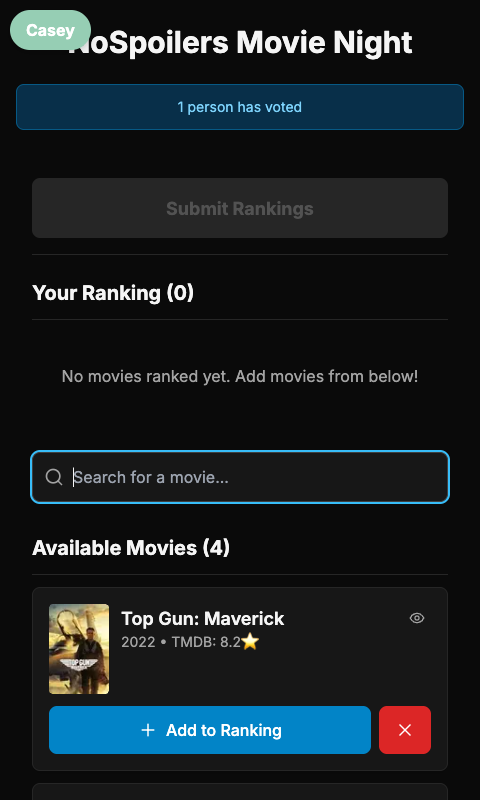 Casey
NoSpoilers Movie Night
1 person has voted
Submit Rankings
Your Ranking (0)
No movies ranked yet. Add movies from below!
Search for a movie...
Available Movies (4)
TOP GUN
Top Gun: Maverick
2022 • TMDB: 8.2⭐
Add to Ranking